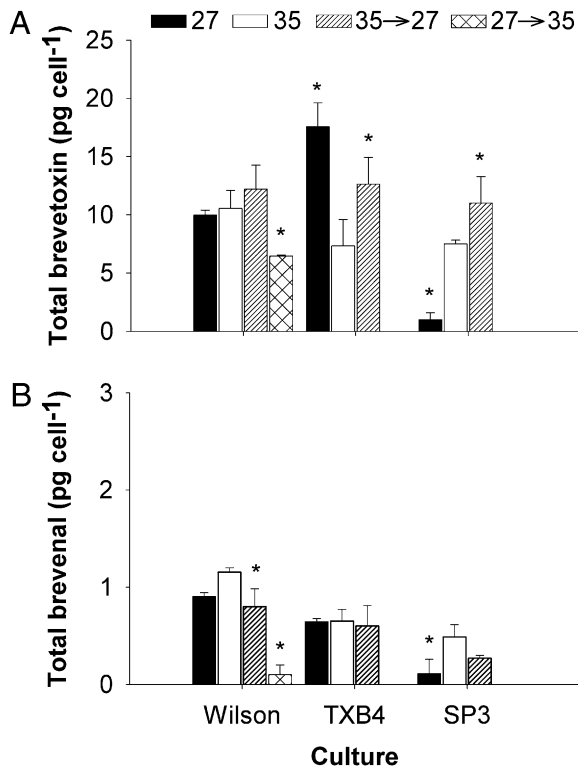 A 27 35 35→27 27→35
Total brevetoxin (pg cell-1)
25
20
15
10
5
0
* * * * *
B
Total brevenal (pg cell-1)
3
2
1
0
* * *
Wilson TXB4 SP3
Culture